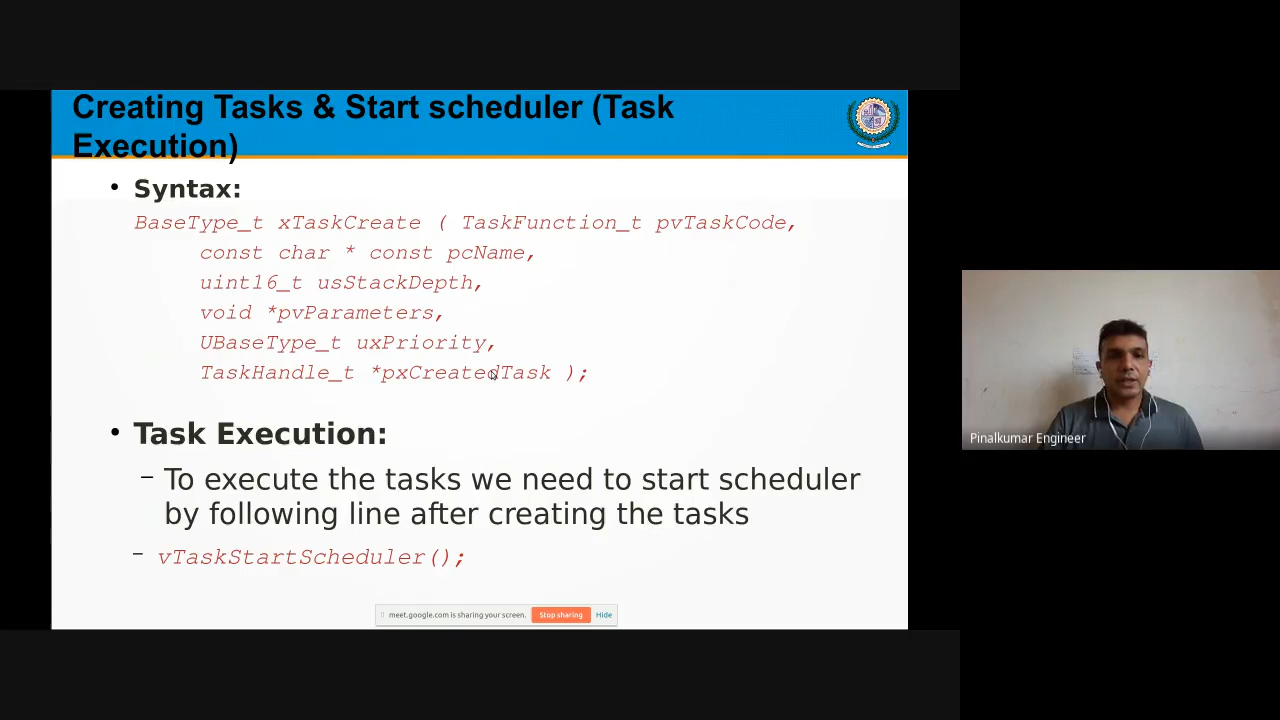 Creating Tasks & Start scheduler (Task
Execution)
• Syntax:
BaseType_t xTaskCreate ( TaskFunction_t pvTaskCode,
const char * const pcName,
uint16_t usStackDepth,
void *pvParameters,
UBaseType_t uxPriority,
TaskHandle_t *pxCreatedTask );
• Task Execution:
– To execute the tasks we need to start scheduler
by following line after creating the tasks
– vTaskStartScheduler();
meet.google.com is sharing your screen. Stop sharing Hide
Pinalkumar Engineer